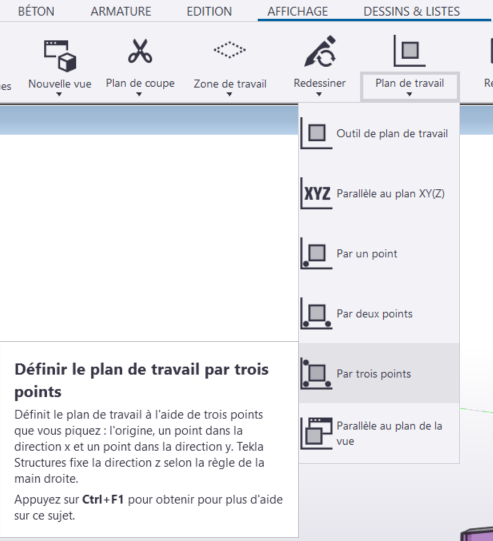 BÉTON ARMATURE EDITION AFFICHAGE DESSINS & LISTES
es Nouvelle vue Plan de coupe Zone de travail Redessiner Plan de travail Re
Outil de plan de travail
XYZ Parallèle au plan XY(Z)
Par un point
Par deux points
Par trois points
Parallèle au plan de la
vue
Définir le plan de travail par trois
points
Définit le plan de travail à l'aide de trois points
que vous piquez : l'origine, un point dans la
direction x et un point dans la direction y. Tekla
Structures fixe la direction z selon la règle de la
main droite.
Appuyez sur Ctrl+F1 pour obtenir pour plus d'aide
sur ce sujet.